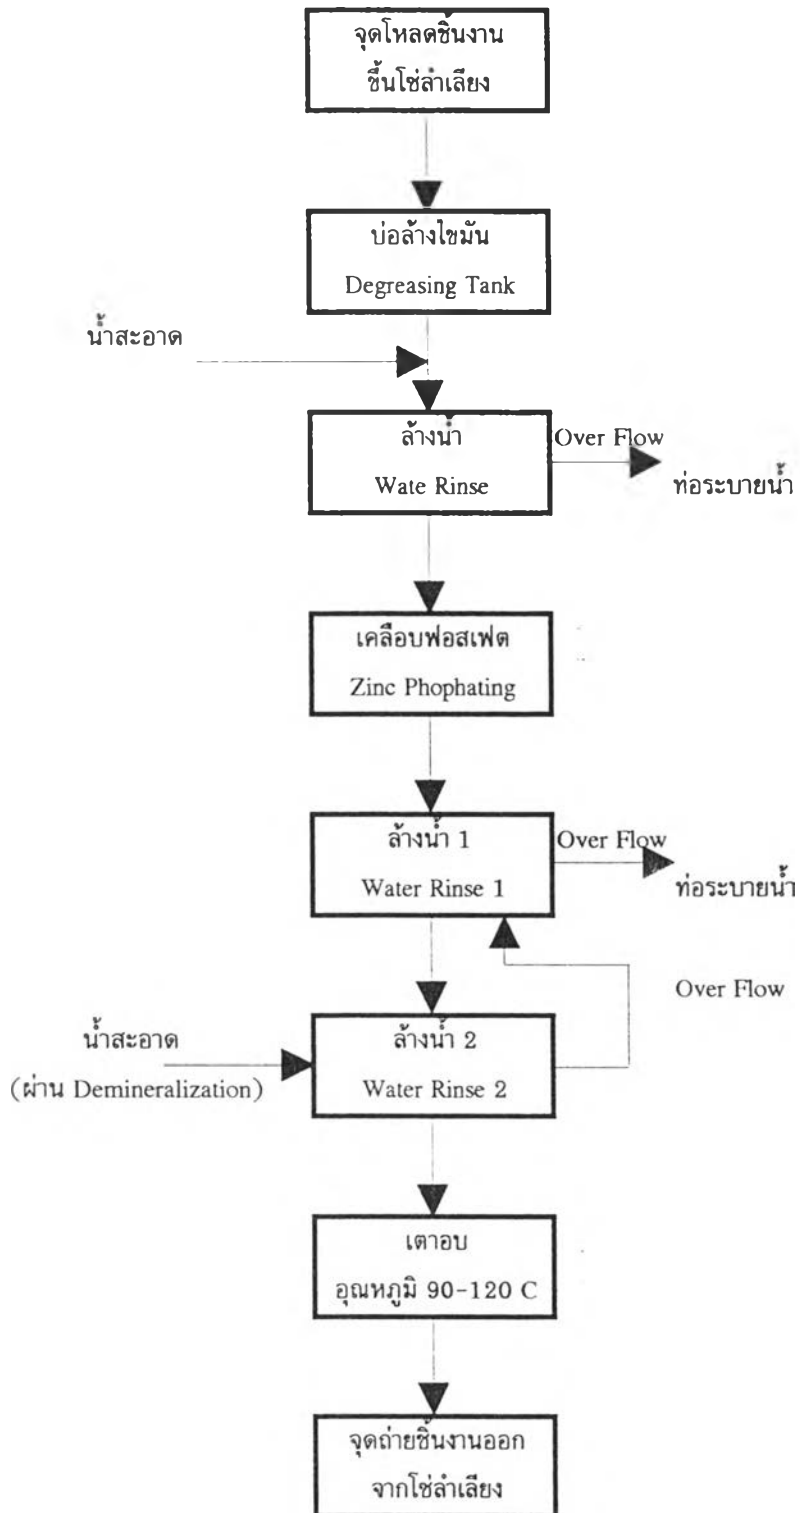 จุดโหลดชิ้นงาน
ขึ้นโซ่ลำเลียง
บ่อล้างไขมัน
Degreasing Tank
น้ำสะอาด
ล้างน้ำ
Wate Rinse
Over Flow
ท่อระบายน้ำ
เคลือบฟอสเฟต
Zinc Phophating
ล้างน้ำ 1
Water Rinse 1
Over Flow
ท่อระบายน้ำ
Over Flow
น้ำสะอาด
(ผ่าน Demineralization)
ล้างน้ำ 2
Water Rinse 2
เตาอบ
อุณหภูมิ 90-120 C
จุดถ่ายชิ้นงานออก
จากโซ่ลำเลียง